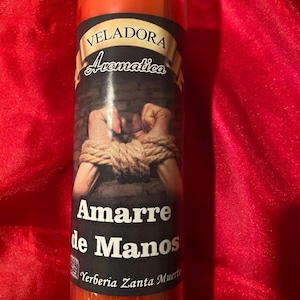 VELADORA
Aromatica
Amarre
de Manos
Yerberia Zanta Muerte